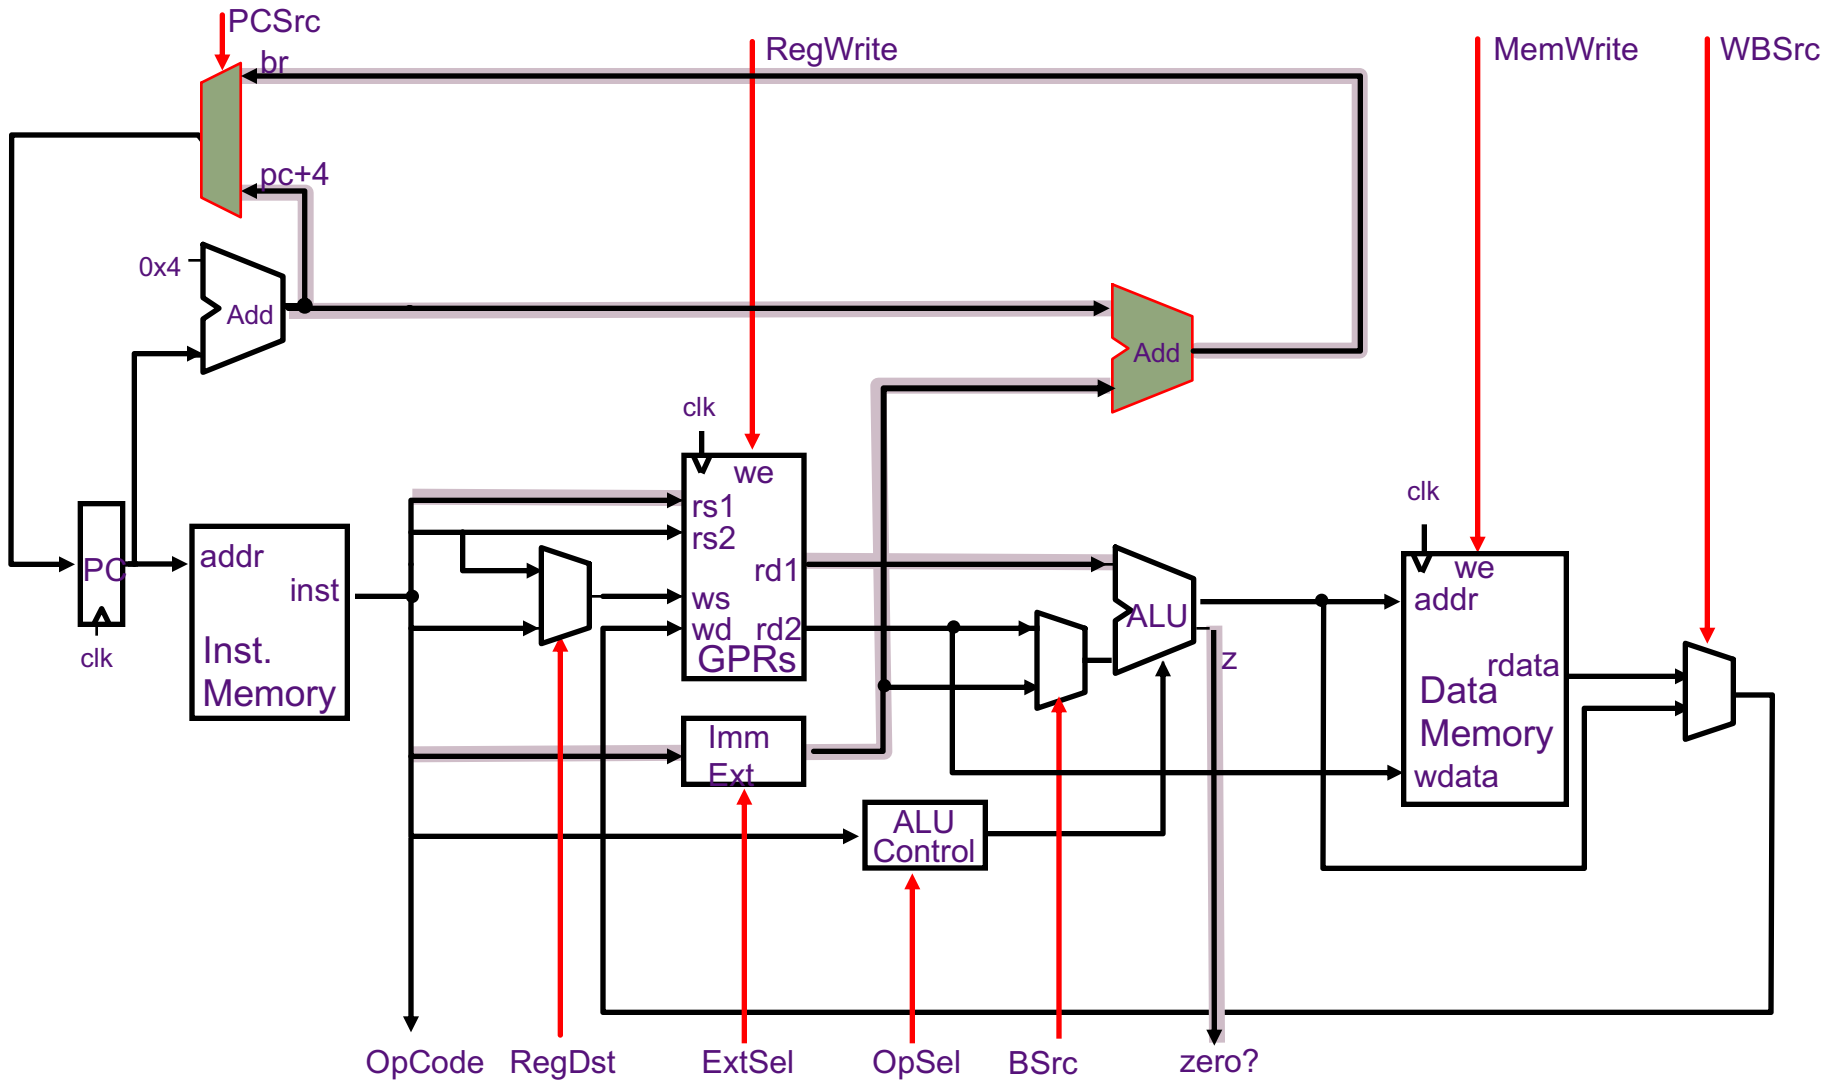 PCSrc
RegWrite
MemWrite
WBSrc
br
pc+4
0x4
Add
Add
clk
we
rs1
rs2
rd1
ws
wd
rd2
GPRs
PC
clk
addr
inst
Inst.
Memory
ALU
z
clk
we
addr
rdata
Data
Memory
wdata
Imm
Ext
ALU
Control
OpCode
RegDst
ExtSel
OpSel
BSrc
zero?